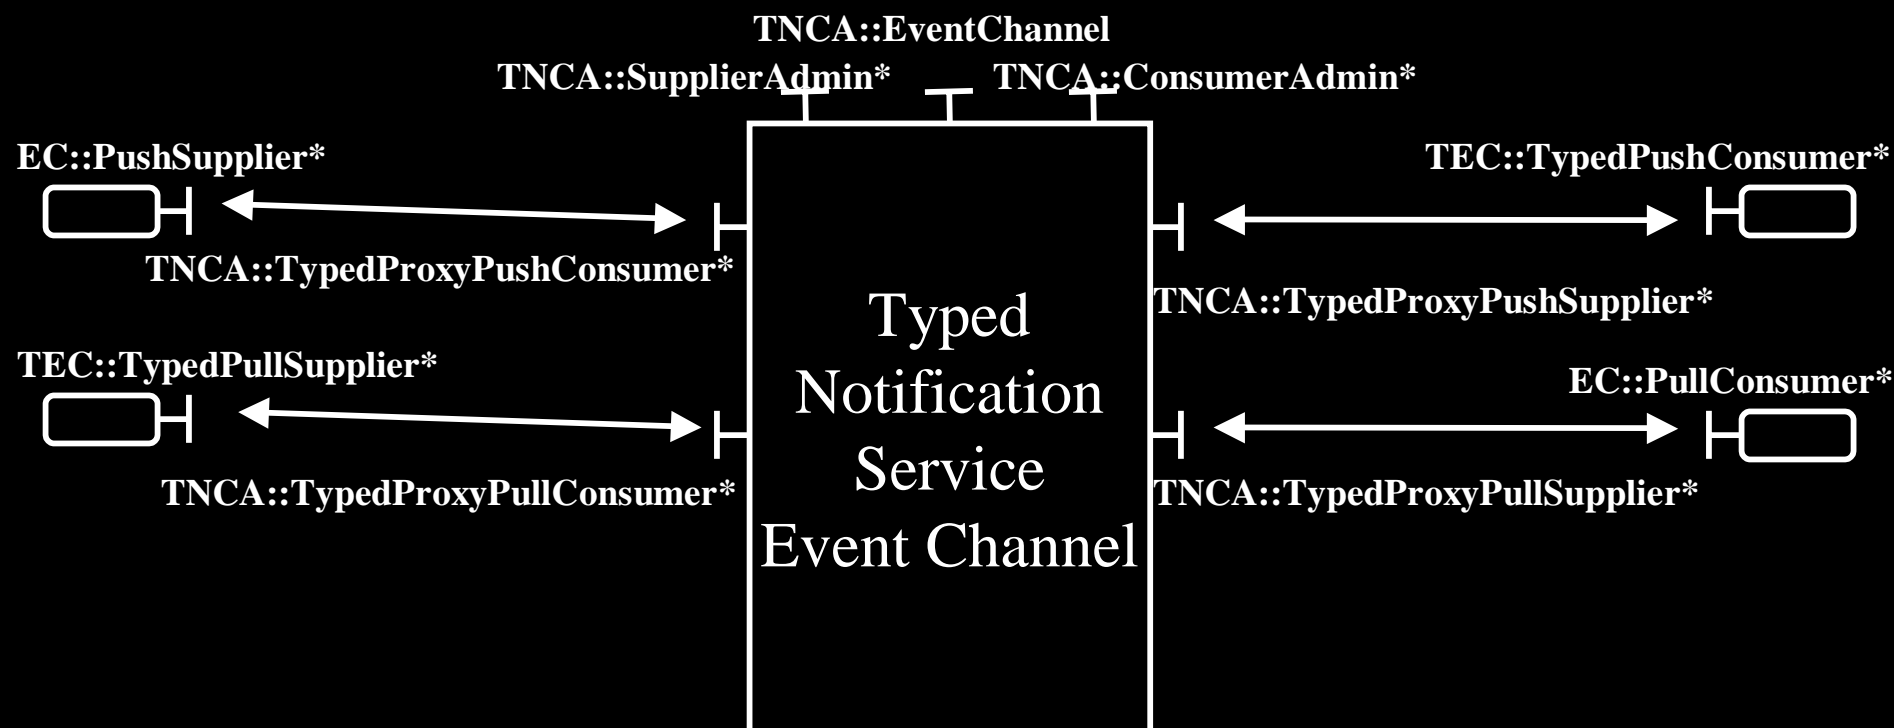 TNCA::EventChannel
TNCA::SupplierAdmin*
TNCA::ConsumerAdmin*
EC::PushSupplier*
TEC::TypedPushConsumer*
TNCA::TypedProxyPushConsumer*
TNCA::TypedProxyPushSupplier*
Typed
Notification
Service
Event Channel
TEC::TypedPullSupplier*
EC::PullConsumer*
TNCA::TypedProxyPullConsumer*
TNCA::TypedProxyPullSupplier*